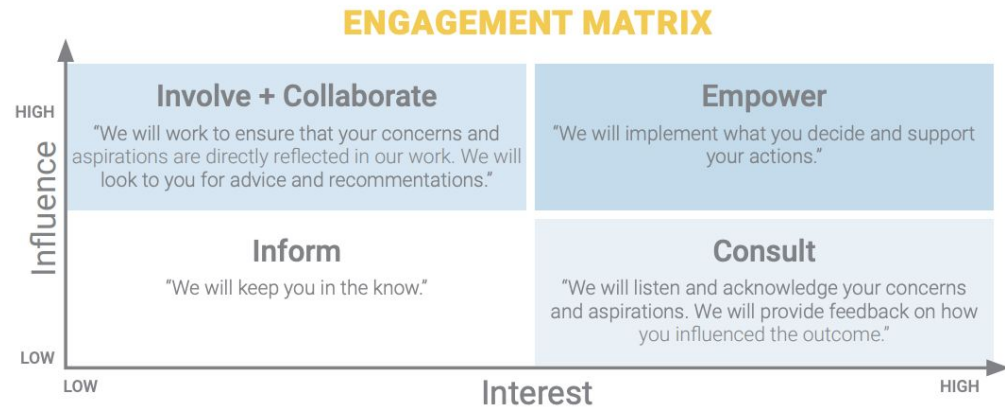 ENGAGEMENT MATRIX
HIGH
Influence
LOW
Involve + Collaborate
“We will work to ensure that your concerns and
aspirations are directly reflected in our work. We will
look to you for advice and recommentations.”
Empower
“We will implement what you decide and support
your actions.”
Inform
“We will keep you in the know.”
Consult
“We will listen and acknowledge your concerns
and aspirations. We will provide feedback on how
you influenced the outcome.”
LOW
Interest
HIGH